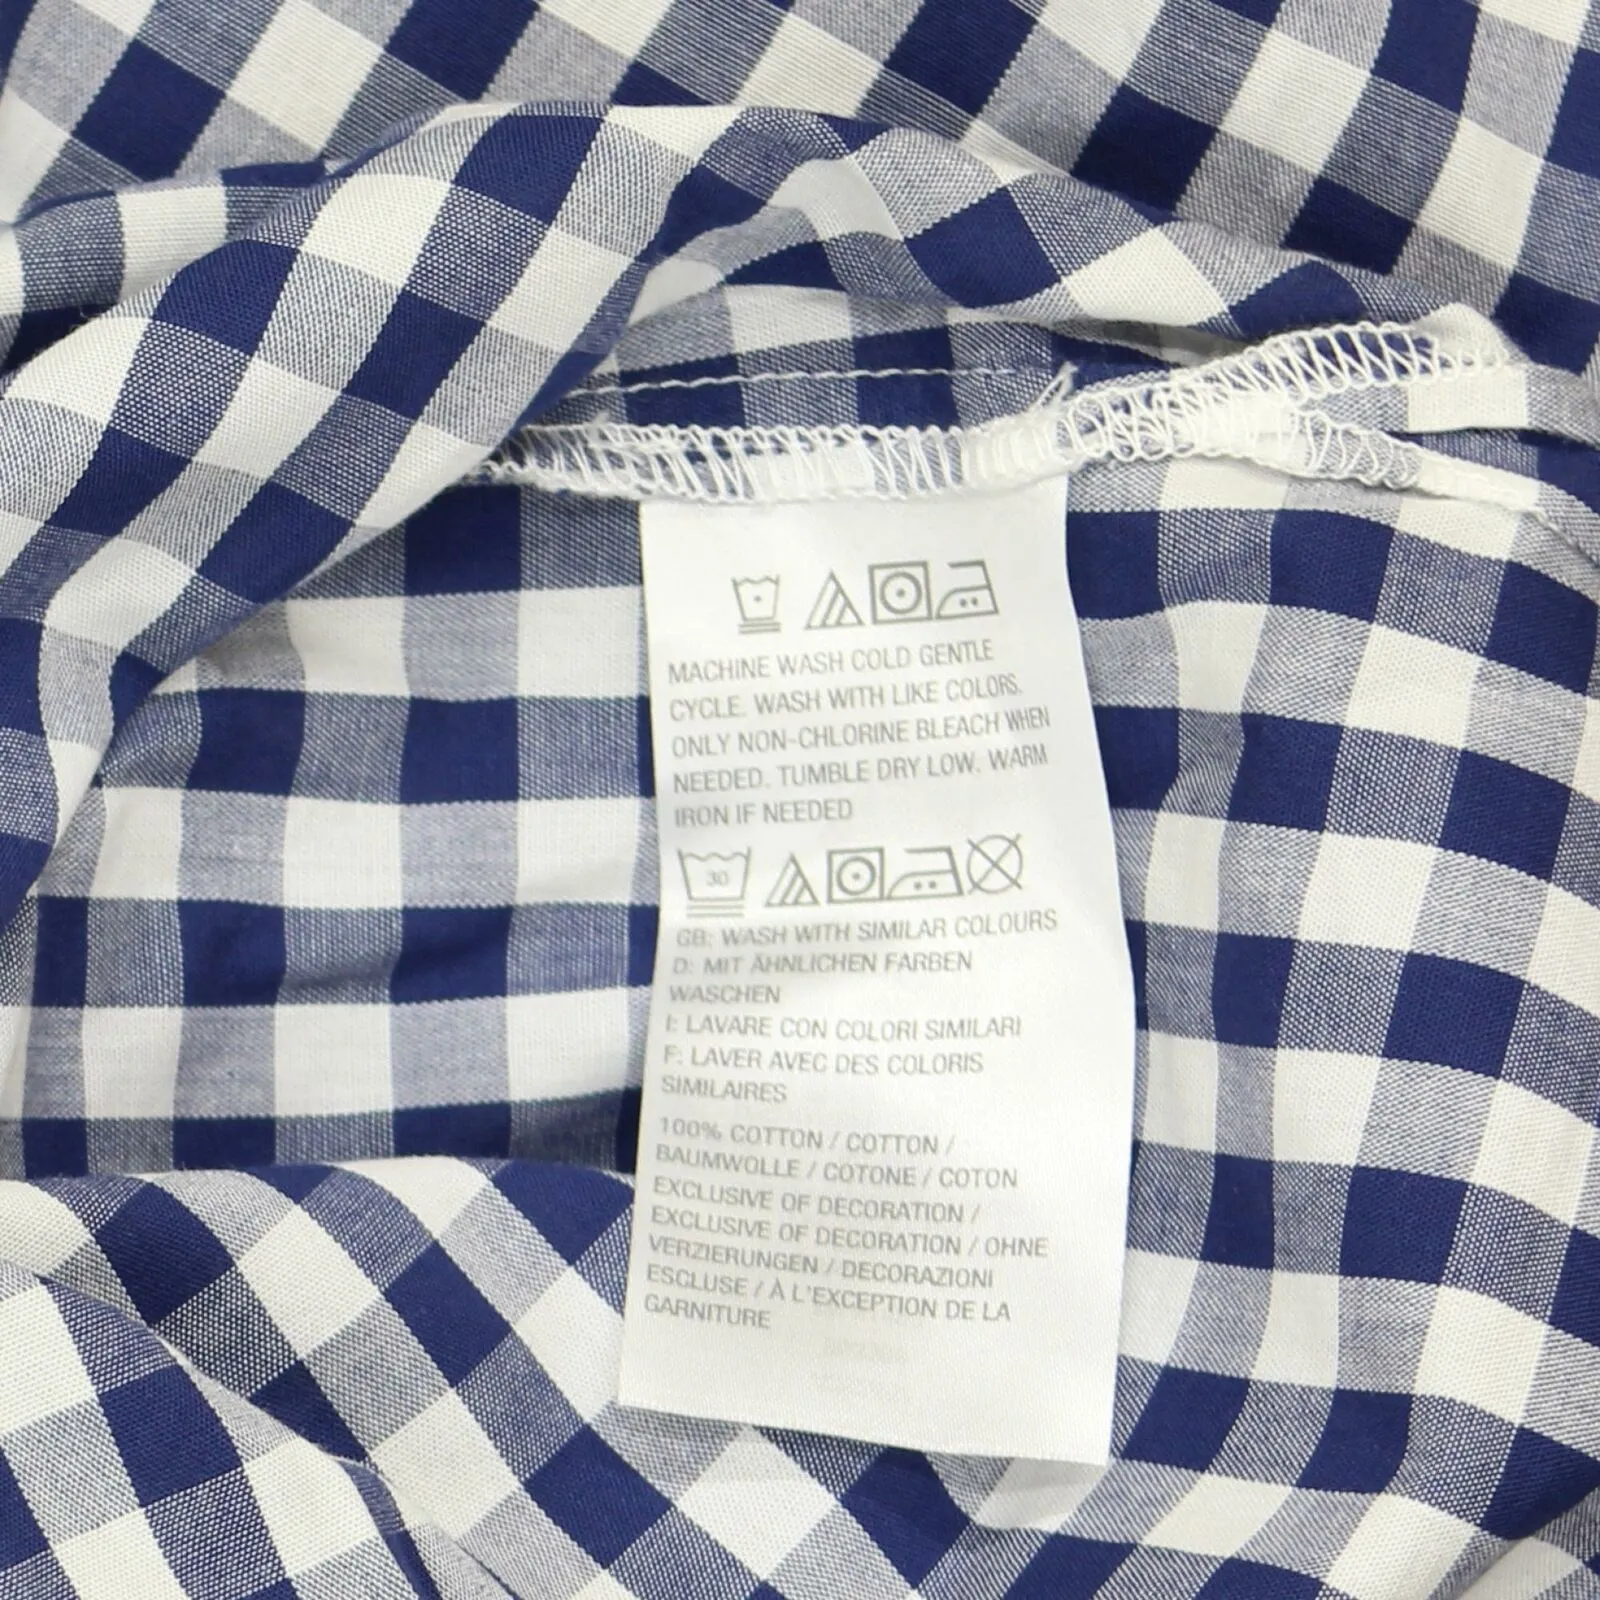 MACHINE WASH COLD GENTLE
CYCLE. WASH WITH LIKE COLORS.
ONLY NON-CHLORINE BLEACH WHEN
NEEDED. TUMBLE DRY LOW. WARM
IRON IF NEEDED
30
GB: WASH WITH SIMILAR COLOURS
D: MIT ÄHNLICHEN FARBEN
WASCHEN
I: LAVARE CON COLORI SIMILARI
F: LAVER AVEC DES COLORIS
SIMILAIRES
100% COTTON / COTTON /
BAUMWOLLE / COTONE / COTON
EXCLUSIVE OF DECORATION /
EXCLUSIVE OF DECORATION / OHNE
VERZIERUNGEN / DECORAZIONI
ESCLUSE / À L'EXCEPTION DE LA
GARNITURE